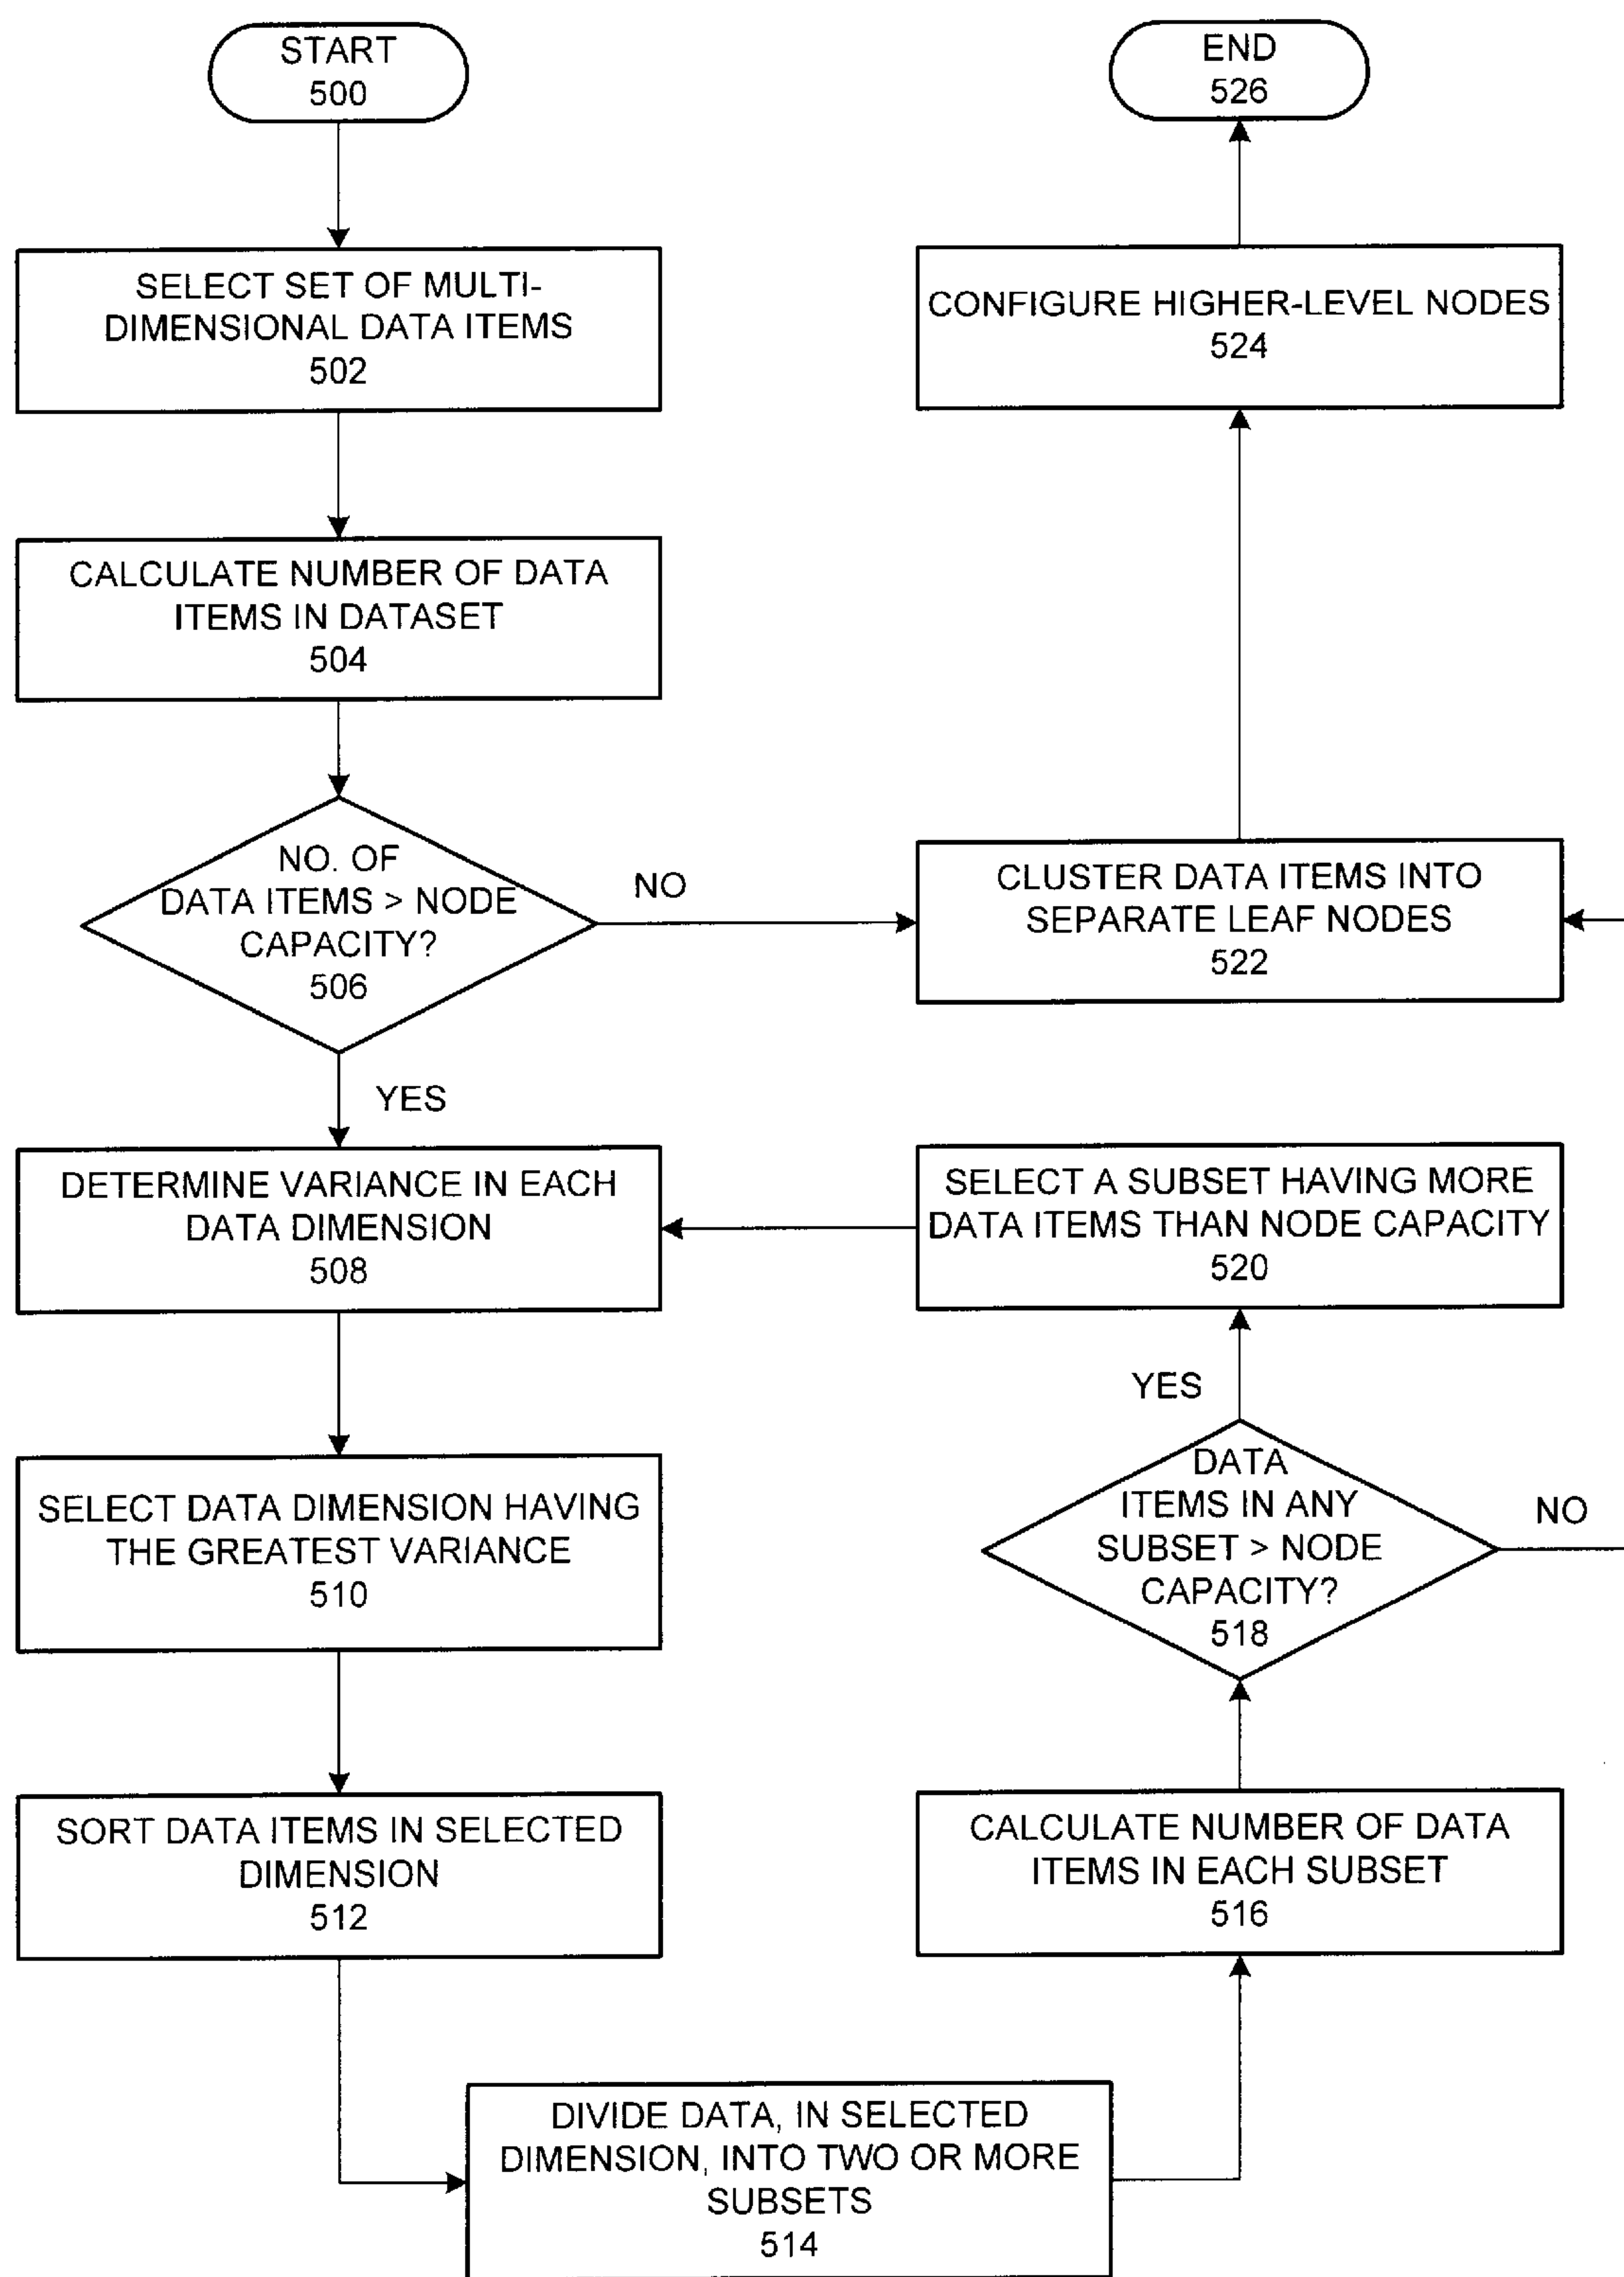 START
500
SELECT SET OF MULTI-
DIMENSIONAL DATA ITEMS
502
CALCULATE NUMBER OF DATA
ITEMS IN DATASET
504
NO. OF
DATA ITEMS > NODE
CAPACITY?
506
NO
YES
DETERMINE VARIANCE IN EACH
DATA DIMENSION
508
SELECT DATA DIMENSION HAVING
THE GREATEST VARIANCE
510
SORT DATA ITEMS IN SELECTED
DIMENSION
512
DIVIDE DATA, IN SELECTED
DIMENSION, INTO TWO OR MORE
SUBSETS
514
CALCULATE NUMBER OF DATA
ITEMS IN EACH SUBSET
516
DATA
ITEMS IN ANY
SUBSET > NODE
CAPACITY?
518
YES
NO
SELECT A SUBSET HAVING MORE
DATA ITEMS THAN NODE CAPACITY
520
CLUSTER DATA ITEMS INTO
SEPARATE LEAF NODES
522
CONFIGURE HIGHER-LEVEL NODES
524
END
526